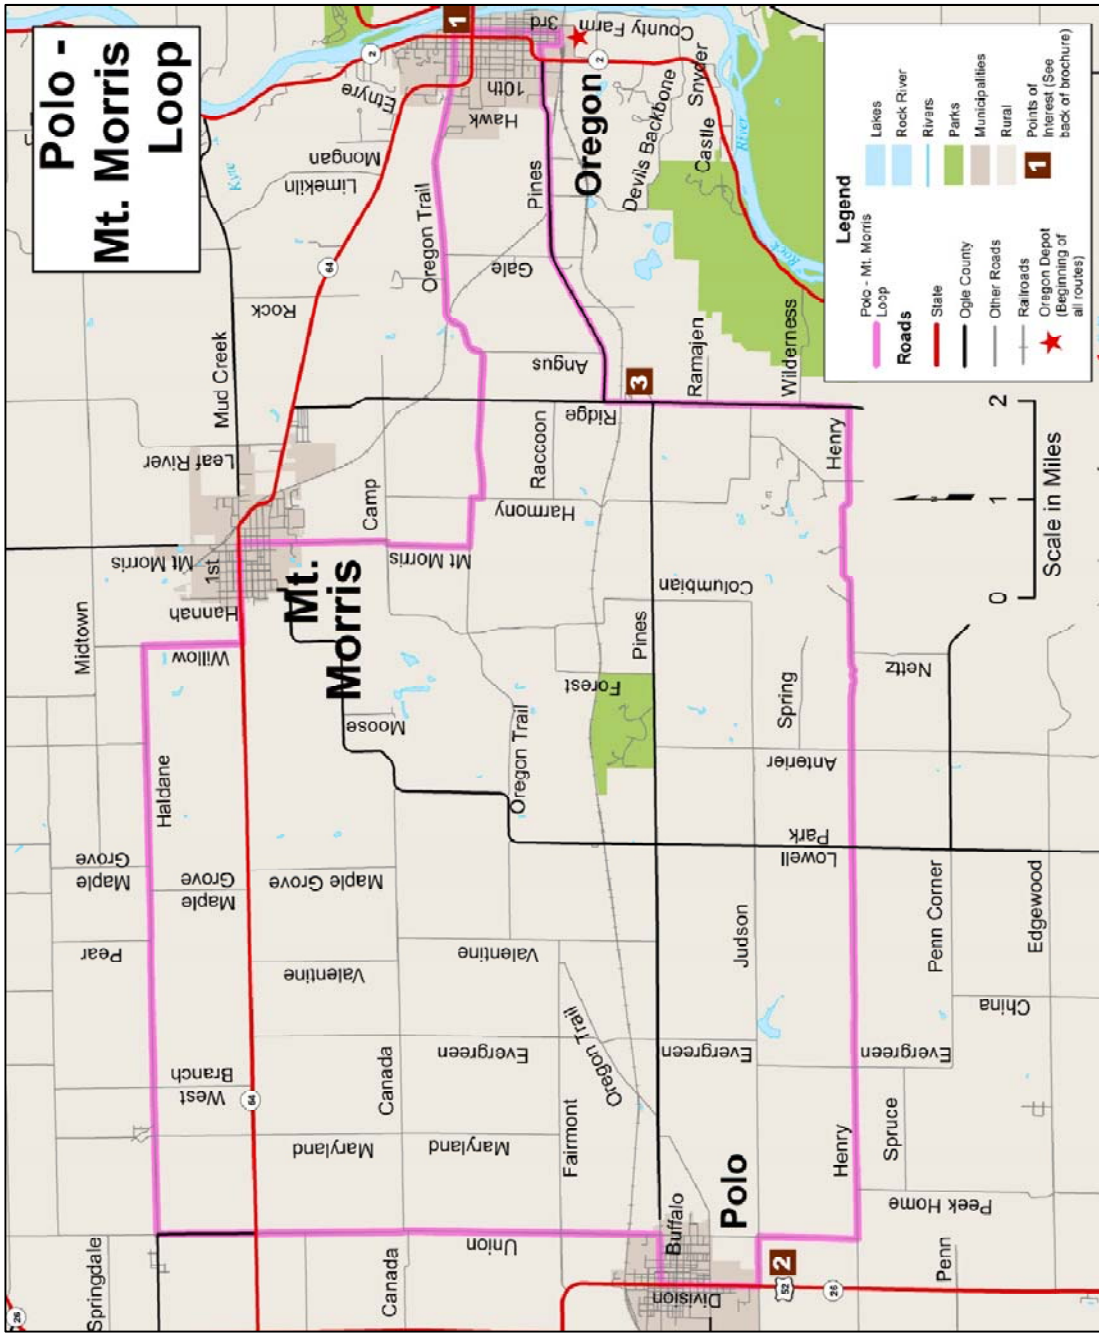 Polo -
Mt. Morris
Loop
Legend
Polo - Mt. Morris
Loop
Roads
State
Ogle County
Other Roads
Railroads
Oregon Depot
(Beginning of
all routes)
Lakes
Rock River
Rivers
Parks
Municipalities
Rural
1
Points of
Interest (See
back of brochure)
0
1
2
Scale in Miles
26
Springdale
Midtown
Mud Creek
Kyte
2
1
3rd
County Farm
Pear
Maple
Grove
Haldane
Willow
Hannah
1st
Mt Morris
Leaf River
Rock
Limekiln
Mongan
Etnyre
64
10th
Hawk
West
Branch
Maple
Grove
64
Mt.
Morris
Camp
Oregon Trail
Pines
Oregon
2
Snyder
Castle
Devils Backbone
River
Rock
Canada
Maryland
Canada
Valentine
Maple Grove
Moose
Mt Morris
Harmony
Raccoon
Angus
Gale
Union
Maryland
Evergreen
Valentine
Oregon Trail
Fairmont
Oregon Trail
Forest
Pines
Columbian
Ridge
3
Ramajen
Wilderness
Buffalo
Polo
Division
2
52
26
Evergreen
Judson
Lowell
Park
Anterier
Spring
Henry
Henry
Penn
Peek Home
Spruce
Evergreen
Penn Corner
China
Edgewood
Nettz